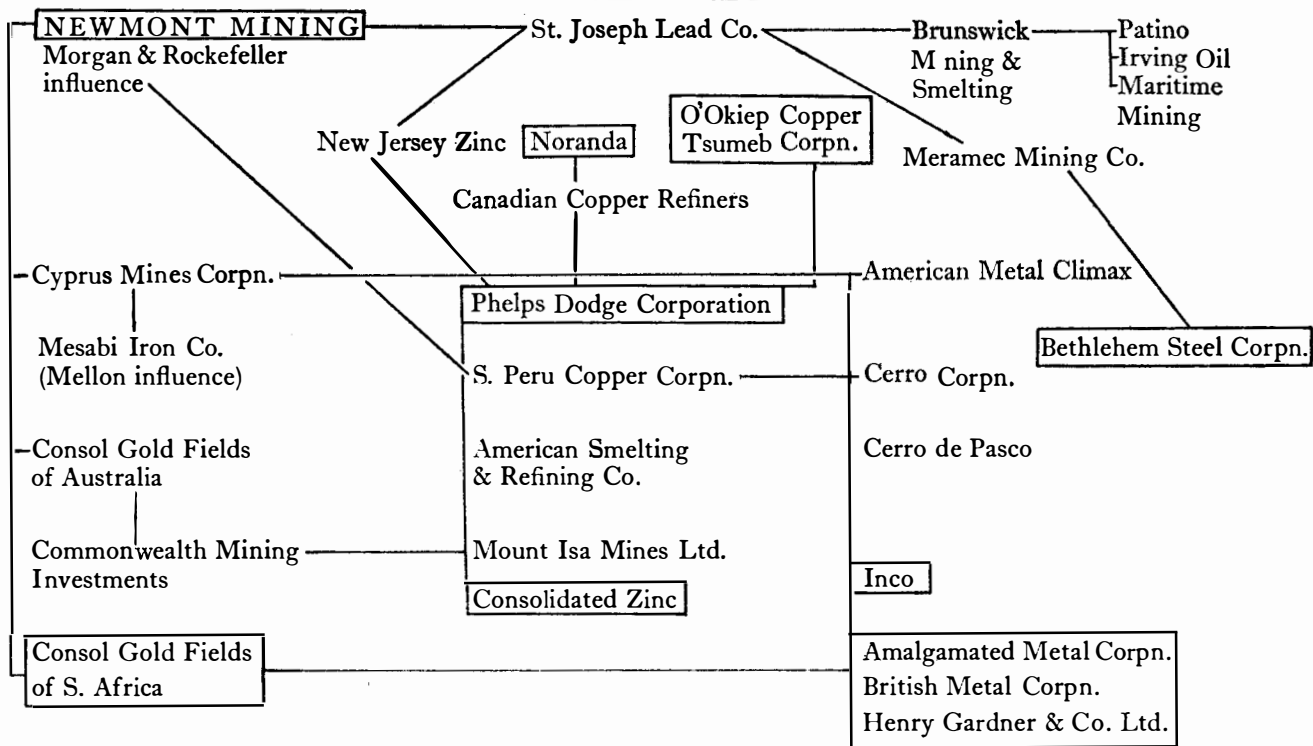 NEWMONT MINING
Morgan & Rockefeller
influence
St. Joseph Lead Co.
Brunswick
M ning &
Smelting
Patino
Irving Oil
Maritime
Mining
New Jersey Zinc
Noranda
O'Okiep Copper
Tsumeb Corpn.
Meramec Mining Co.
Canadian Copper Refiners
Cyprus Mines Corpn.
American Metal Climax
Phelps Dodge Corporation
Mesabi Iron Co.
(Mellon influence)
Bethlehem Steel Corpn.
S. Peru Copper Corpn.
Cerro Corpn.
Consol Gold Fields
of Australia
American Smelting
& Refining Co.
Cerro de Pasco
Commonwealth Mining
Investments
Mount Isa Mines Ltd.
Consolidated Zinc
Inco
Consol Gold Fields
of S. Africa
Amalgamated Metal Corpn.
British Metal Corpn.
Henry Gardner & Co. Ltd.